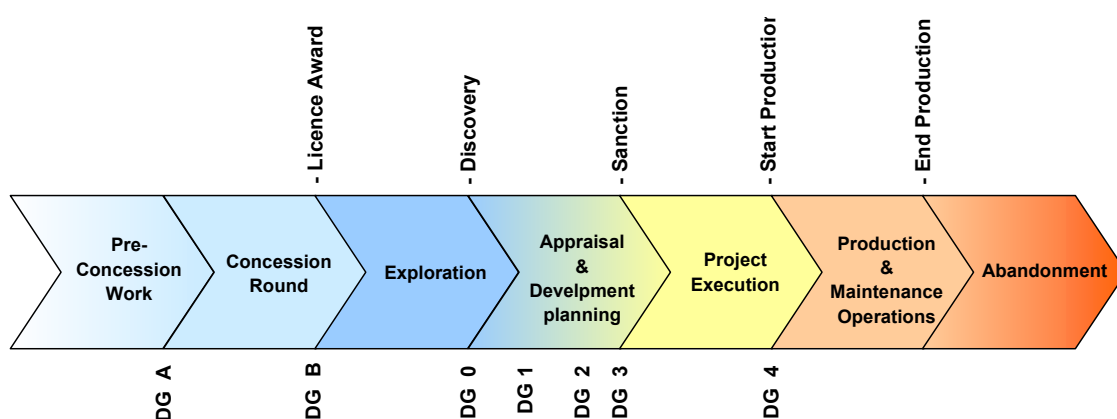 - Licence Award
- Discovery
- Sanction
- Start Production
- End Production
Pre-
Concession
Work
Concession
Round
Exploration
Appraisal
&
Develpment
planning
Project
Execution
Production
&
Maintenance
Operations
Abandonment
DG A
DG B
DG 0
DG 1
DG 2
DG 3
DG 4